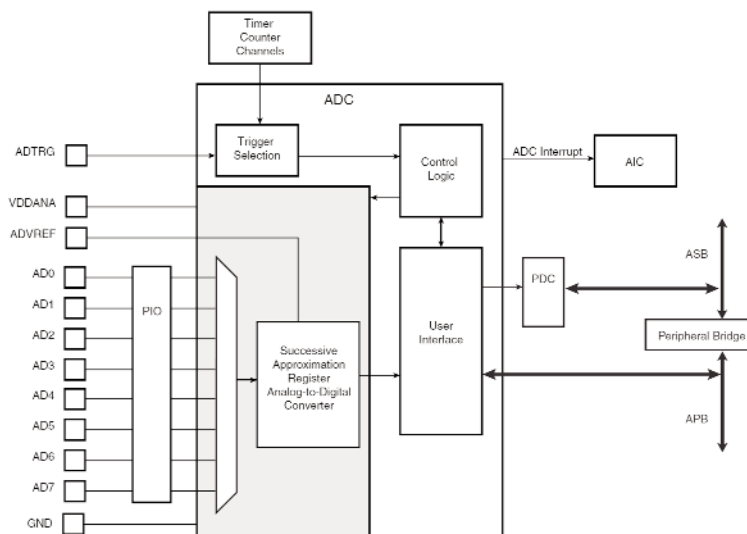 Timer
Counter
Channels
ADC
ADTRG
Trigger
Selection
Control
Logic
ADC Interrupt
AIC
VDDANA
ADVREF
AD0
AD1
AD2
AD3
AD4
AD5
AD6
AD7
GND
PIO
Successive
Approximation
Register
Analog-to-Digital
Converter
User
Interface
PDC
ASB
Peripheral Bridge
APB